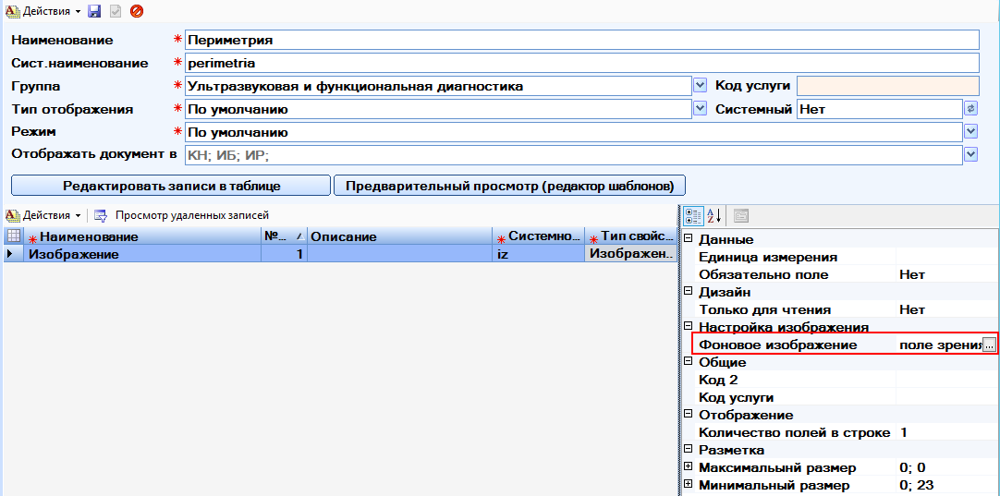 Действия
Наименование * Периметрия
Сист.наименование * perimetria
Группа * Ультразвуковая и функциональная диагностика Код услуги
Тип отображения * По умолчанию Системный Нет
Режим * По умолчанию
Отображать документ в КН; ИБ; ИР;
Редактировать записи в таблице Предварительный просмотр (редактор шаблонов)
Действия Просмотр удаленных записей
* Наименование №... Описание * Системно... * Тип свойс...
Изображение 1 iz Изображен...
Данные
Единица измерения
Обязательно поле Нет
Дизайн
Только для чтения Нет
Настройка изображения
Фоновое изображение поле зрения ...
Общие
Код 2
Код услуги
Отображение
Количество полей в строке 1
Разметка
Максимальынй размер 0; 0
Минимальный размер 0; 23